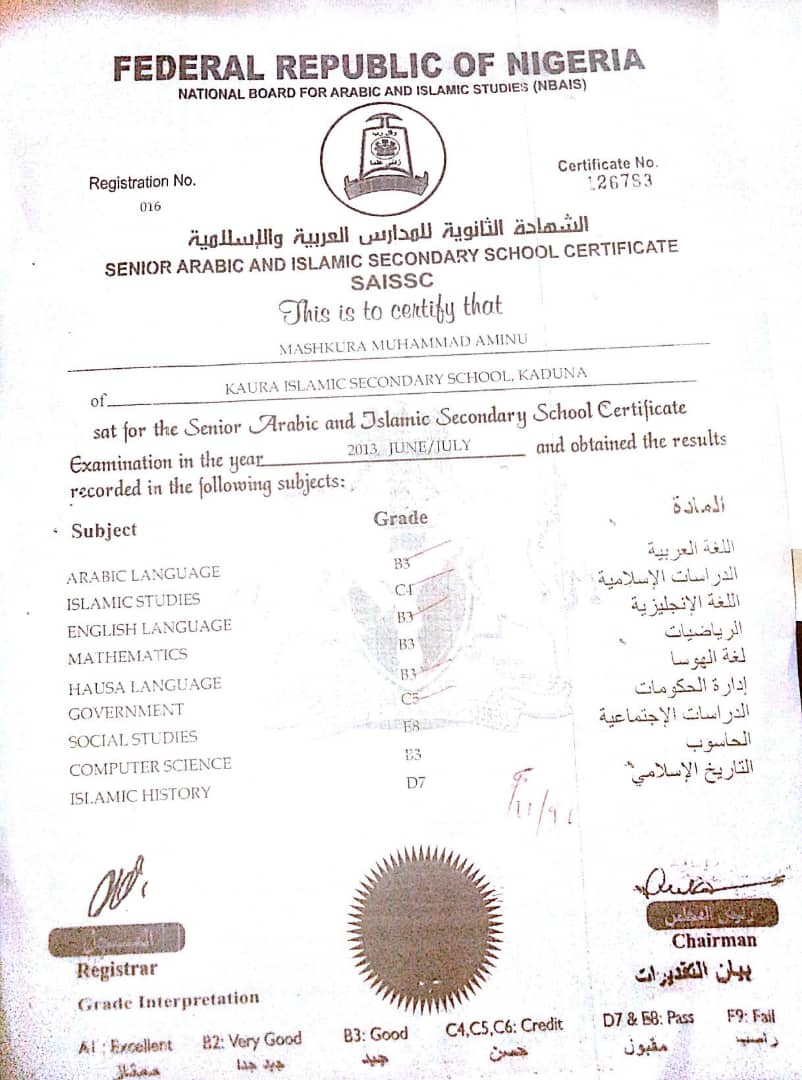 FEDERAL REPUBLIC OF NIGERIA
NATIONAL BOARD FOR ARABIC AND ISLAMIC STUDIES (NBAIS)
Registration No.
016
Certificate No.
126783
الشهادة الثانوية للمدارس العربية والإسلامية
SENIOR ARABIC AND ISLAMIC SECONDARY SCHOOL CERTIFICATE
SAISSC
This is to certify that
MASHKURA MUHAMMAD AMINU
of KAURA ISLAMIC SECONDARY SCHOOL, KADUNA
sat for the Senior Arabic and Islamic Secondary School Certificate
Examination in the year 2013, JUNE/JULY and obtained the results
recorded in the following subjects:
Subject Grade المادة
ARABIC LANGUAGE B3 اللغة العربية
ISLAMIC STUDIES C4 الدراسات الإسلامية
ENGLISH LANGUAGE B3 اللغة الإنجليزية
MATHEMATICS B3 الرياضيات
HAUSA LANGUAGE B3 لغة الهوسا
GOVERNMENT C5 إدارة الحكومات
SOCIAL STUDIES E8 الدراسات الإجتماعية
COMPUTER SCIENCE B3 الحاسوب
ISLAMIC HISTORY D7 التاريخ الإسلامي
المسجل
Registrar
رئيس المجلس
Chairman
Grade Interpretation
بيان التقديرات
A1 : Excellent B2: Very Good B3: Good C4,C5,C6: Credit D7 & E8: Pass F9: Fail
ممتاز جيد جدا جيد حسن مقبول راسب